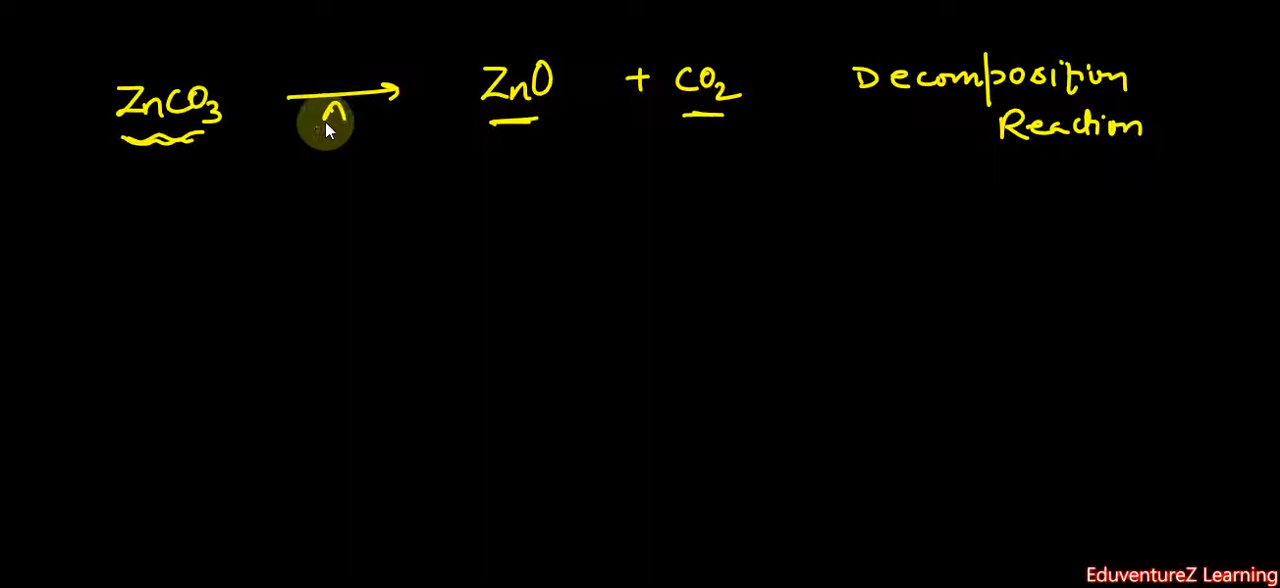 ZnCO₃ → ZnO + CO₂ Decomposition
Reaction
EduventureZ Learning